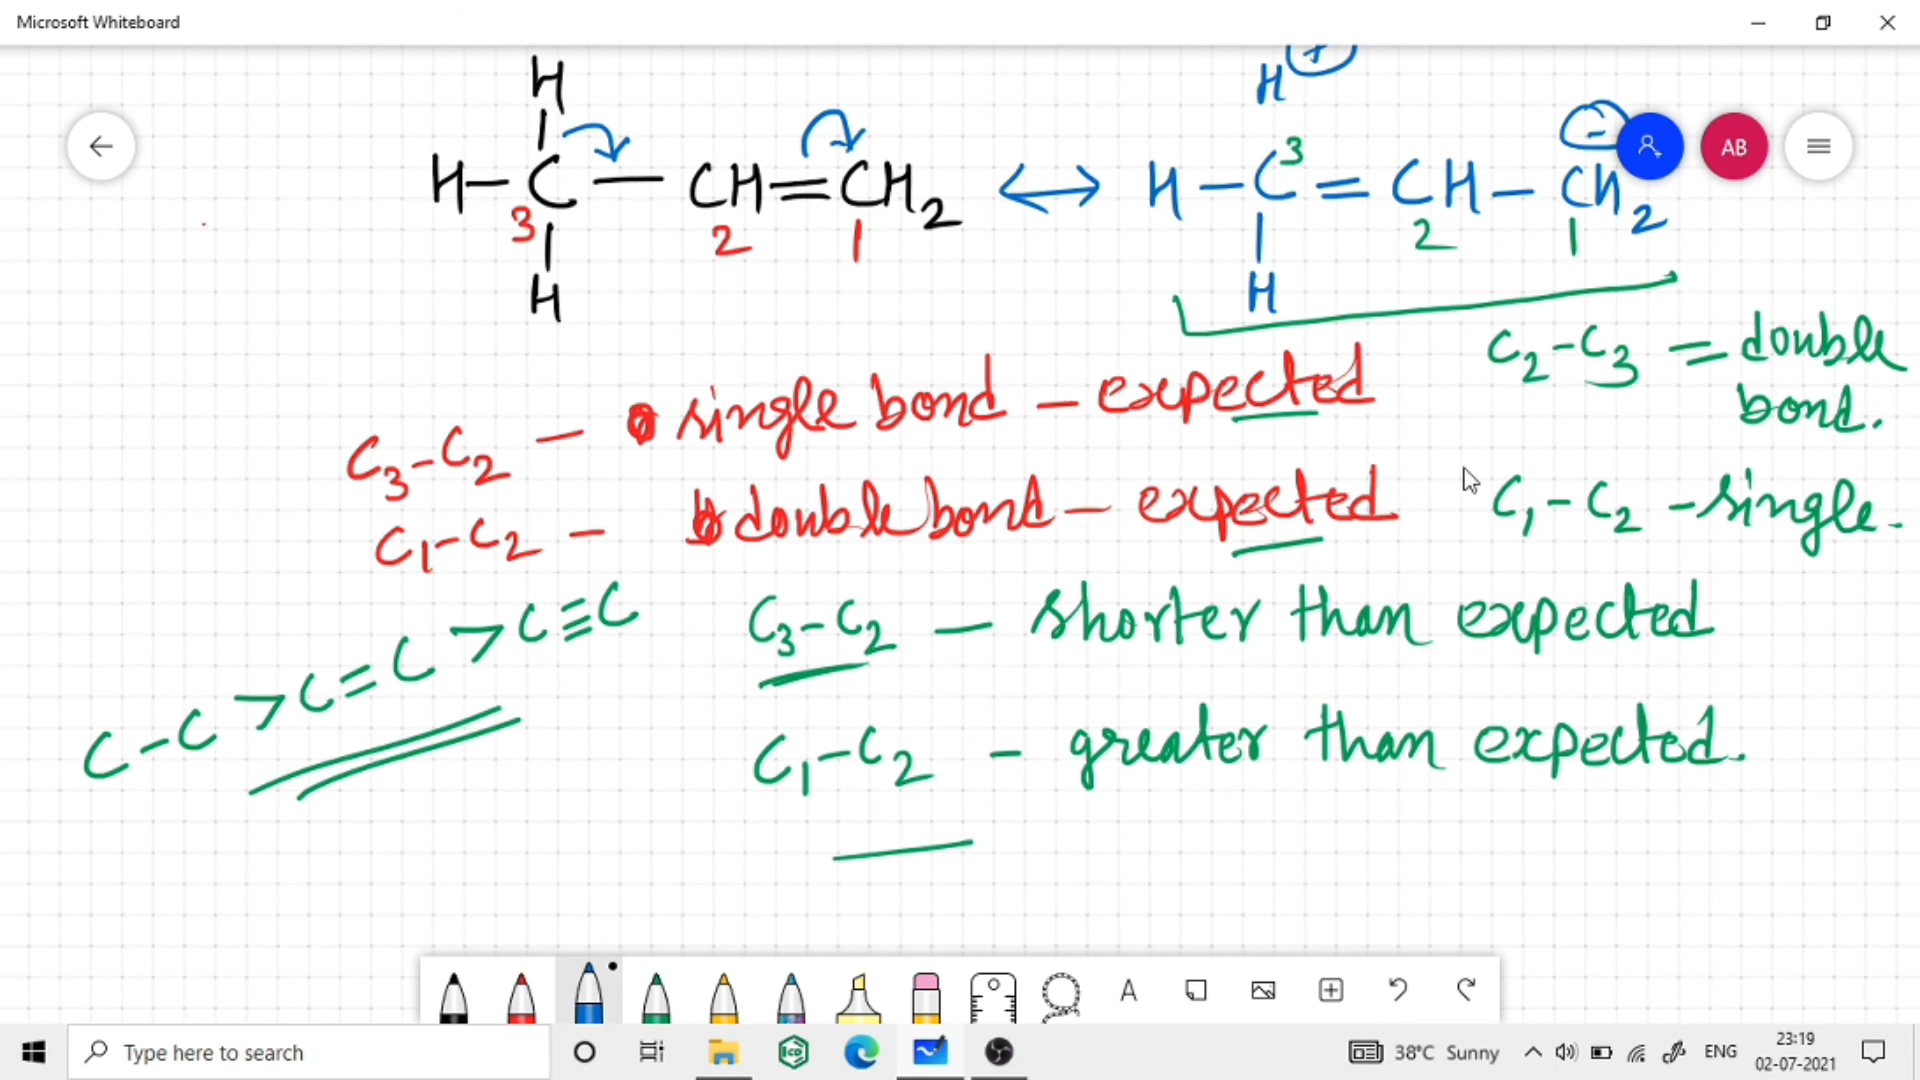 Microsoft Whiteboard
H
H – C – CH = CH2 ↔ H – C = CH – CH2
H⊕
⊖
AB
3 2 1
3 2 1
H
H
C3-C2 – single bond – expected
C1-C2 – double bond – expected
C2-C3 = double bond.
C1-C2 - single.
C-C > C=C > C≡C
C3-C2 – shorter than expected
C1-C2 – greater than expected.
A
Type here to search
38°C Sunny
ENG
23:19
02-07-2021